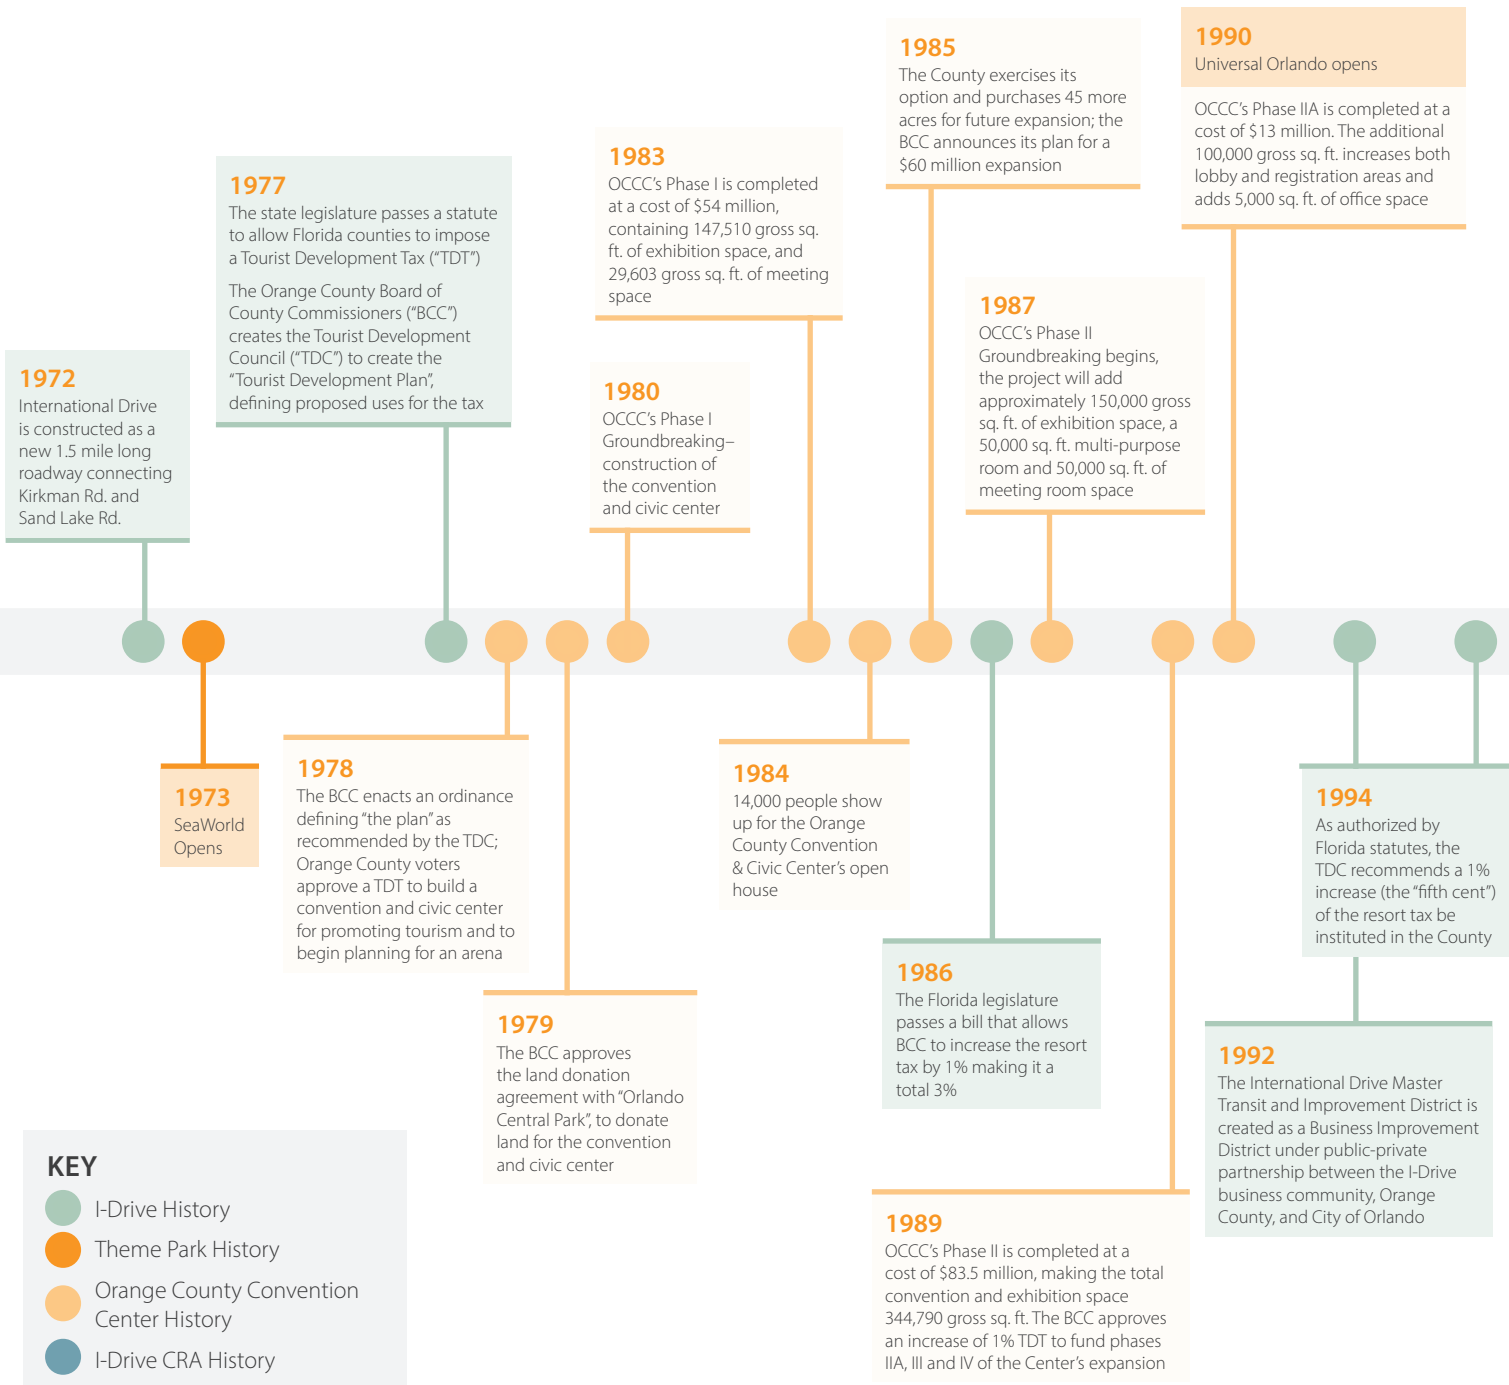 1972
International Drive
is constructed as a
new 1.5 mile long
roadway connecting
Kirkman Rd. and
Sand Lake Rd.
1977
The state legislature passes a statute
to allow Florida counties to impose
a Tourist Development Tax (“TDT”)
The Orange County Board of
County Commissioners (“BCC”)
creates the Tourist Development
Council (“TDC”) to create the
“Tourist Development Plan”,
defining proposed uses for the tax
1983
OCCC’s Phase I is completed
at a cost of $54 million,
containing 147,510 gross sq.
ft. of exhibition space, and
29,603 gross sq. ft. of meeting
space
1980
OCCC’s Phase I
Groundbreaking–
construction of
the convention
and civic center
1985
The County exercises its
option and purchases 45 more
acres for future expansion; the
BCC announces its plan for a
$60 million expansion
1987
OCCC’s Phase II
Groundbreaking begins,
the project will add
approximately 150,000 gross
sq. ft. of exhibition space, a
50,000 sq. ft. multi-purpose
room and 50,000 sq. ft. of
meeting room space
1990
Universal Orlando opens
OCCC’s Phase IIA is completed at a
cost of $13 million. The additional
100,000 gross sq. ft. increases both
lobby and registration areas and
adds 5,000 sq. ft. of office space
1973
SeaWorld
Opens
1978
The BCC enacts an ordinance
defining “the plan” as
recommended by the TDC;
Orange County voters
approve a TDT to build a
convention and civic center
for promoting tourism and to
begin planning for an arena
1979
The BCC approves
the land donation
agreement with “Orlando
Central Park”, to donate
land for the convention
and civic center
1984
14,000 people show
up for the Orange
County Convention
& Civic Center’s open
house
1986
The Florida legislature
passes a bill that allows
BCC to increase the resort
tax by 1% making it a
total 3%
1989
OCCC’s Phase II is completed at a
cost of $83.5 million, making the total
convention and exhibition space
344,790 gross sq. ft. The BCC approves
an increase of 1% TDT to fund phases
IIA, III and IV of the Center’s expansion
1994
As authorized by
Florida statutes, the
TDC recommends a 1%
increase (the “fifth cent”)
of the resort tax be
instituted in the County
1992
The International Drive Master
Transit and Improvement District is
created as a Business Improvement
District under public-private
partnership between the I-Drive
business community, Orange
County, and City of Orlando
KEY
I-Drive History
Theme Park History
Orange County Convention
Center History
I-Drive CRA History